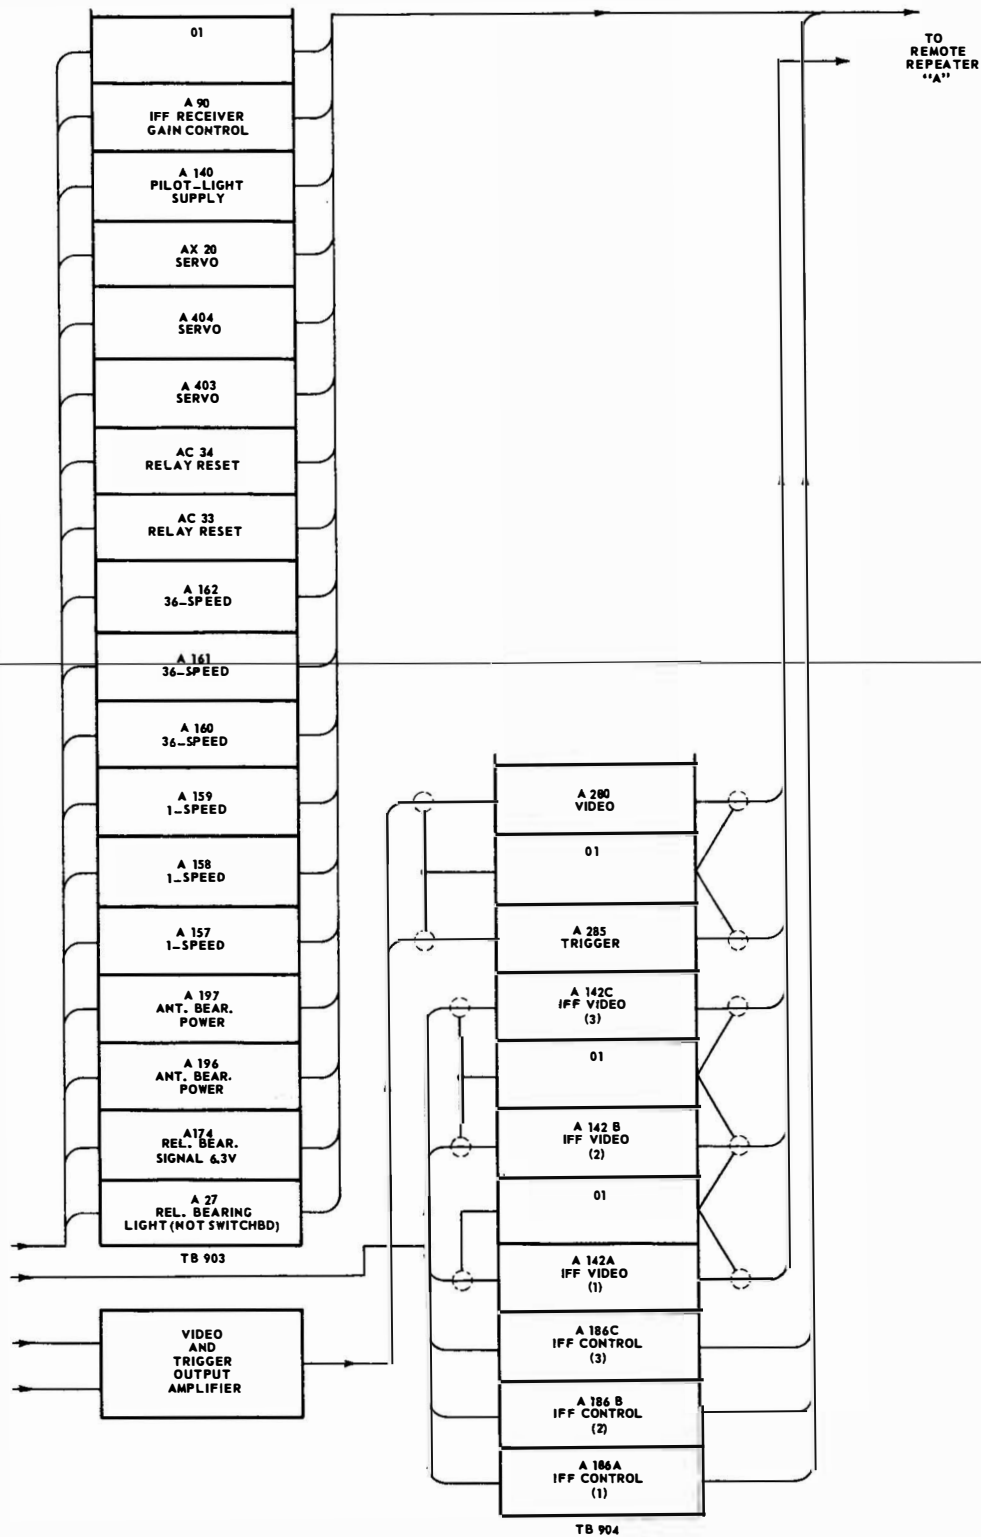 01
A 90
IFF RECEIVER
GAIN CONTROL
A 140
PILOT-LIGHT
SUPPLY
AX 20
SERVO
A 404
SERVO
A 403
SERVO
AC 34
RELAY RESET
AC 33
RELAY RESET
A 162
36-SPEED
A 161
36-SPEED
A 160
36-SPEED
A 159
1-SPEED
A 158
1-SPEED
A 157
1-SPEED
A 197
ANT. BEAR.
POWER
A 196
ANT. BEAR.
POWER
A174
REL. BEAR.
SIGNAL 6.3V
A 27
REL. BEARING
LIGHT (NOT SWITCHBD)
TB 903
VIDEO
AND
TRIGGER
OUTPUT
AMPLIFIER
TO
REMOTE
REPEATER
"A"
A 280
VIDEO
01
A 285
TRIGGER
A 142C
IFF VIDEO
(3)
01
A 142 B
IFF VIDEO
(2)
01
A 142A
IFF VIDEO
(1)
A 186C
IFF CONTROL
(3)
A 186 B
IFF CONTROL
(2)
A 186A
IFF CONTROL
(1)
TB 904